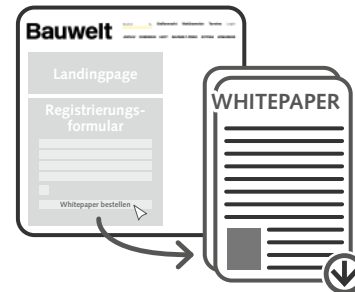 Bauwelt
Landingpage
Registrierungs-
formular
Whitepaper bestellen
WHITEPAPER